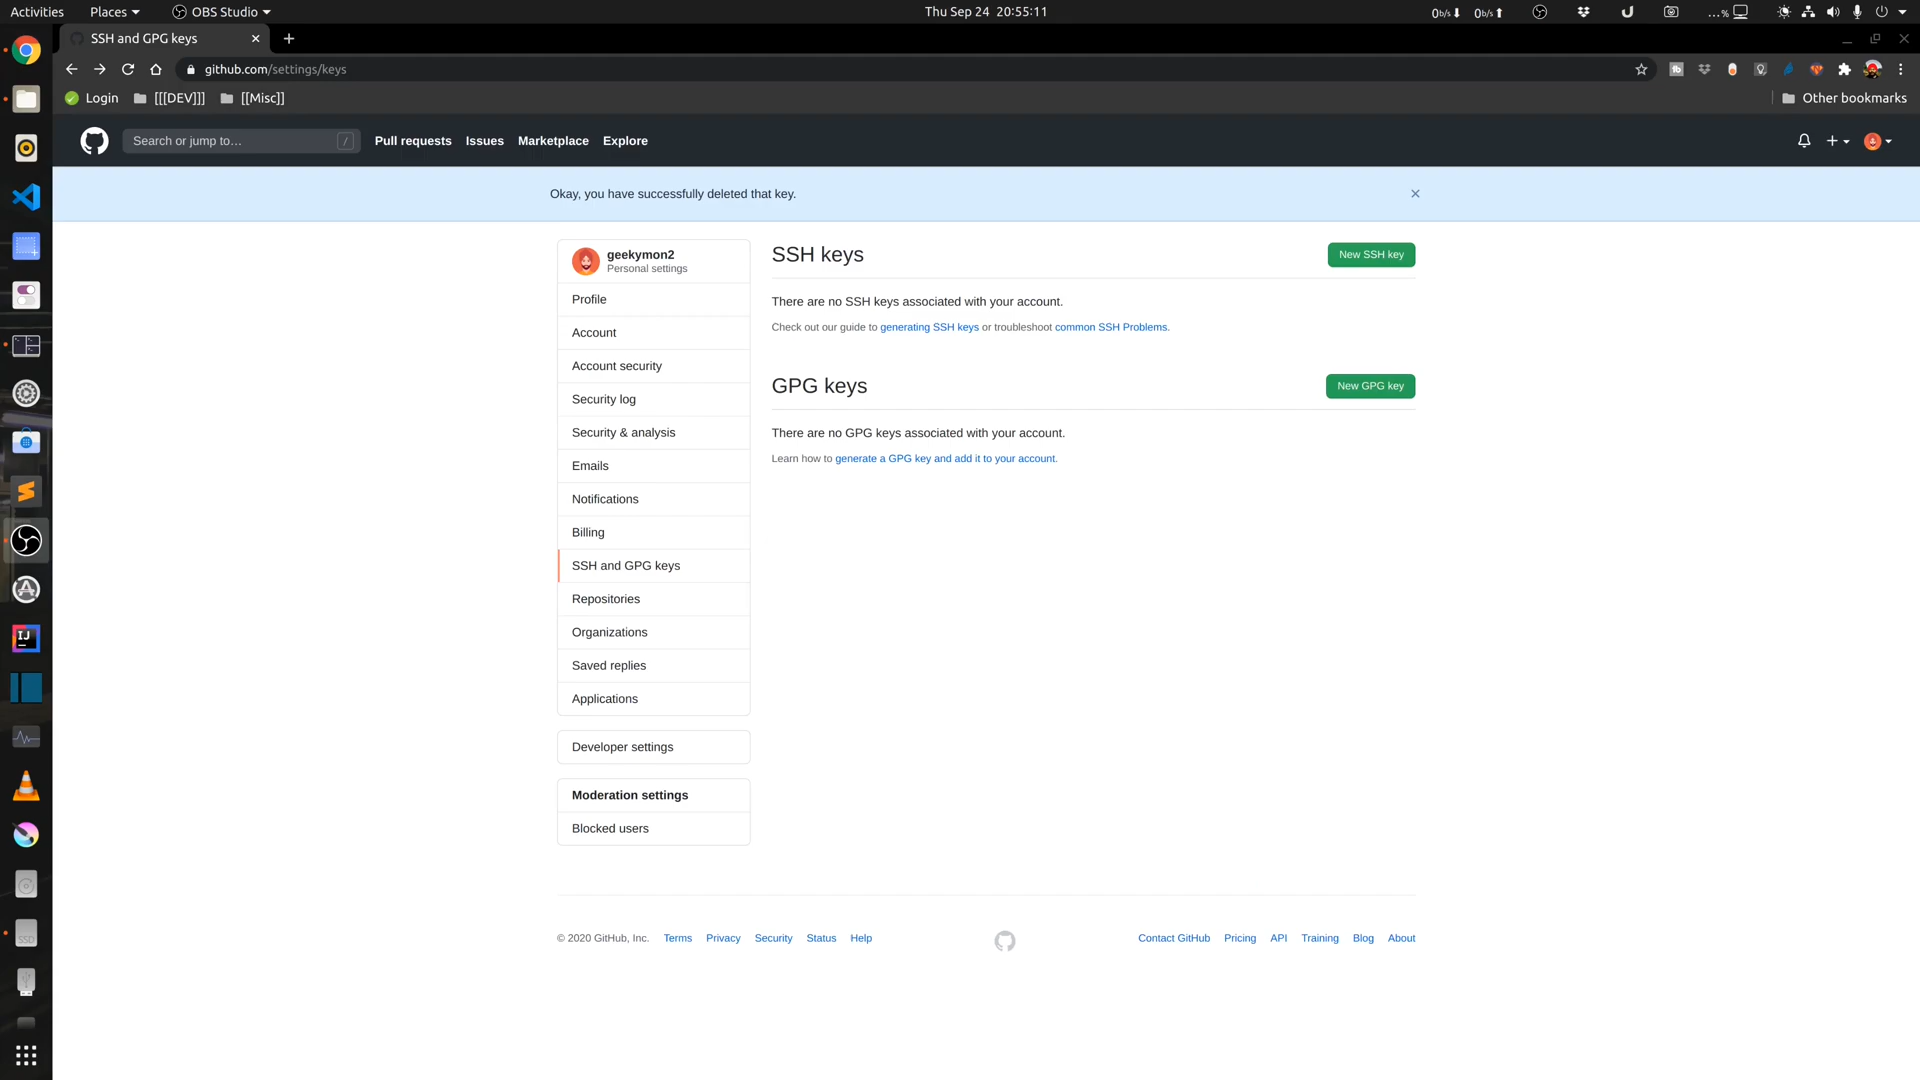 Activities
Places
OBS Studio
Thu Sep 24 20:55:11
0b/s
0b/s
...%
SSH and GPG keys
github.com/settings/keys
Login
[[[DEV]]]
[[Misc]]
Other bookmarks
Search or jump to…
/
Pull requests
Issues
Marketplace
Explore
Okay, you have successfully deleted that key.
geekymon2
Personal settings
Profile
Account
Account security
Security log
Security & analysis
Emails
Notifications
Billing
SSH and GPG keys
Repositories
Organizations
Saved replies
Applications
Developer settings
Moderation settings
Blocked users
SSH keys
New SSH key
There are no SSH keys associated with your account.
Check out our guide to generating SSH keys or troubleshoot common SSH Problems.
GPG keys
New GPG key
There are no GPG keys associated with your account.
Learn how to generate a GPG key and add it to your account.
© 2020 GitHub, Inc.
Terms
Privacy
Security
Status
Help
Contact GitHub
Pricing
API
Training
Blog
About
IJ
SSD